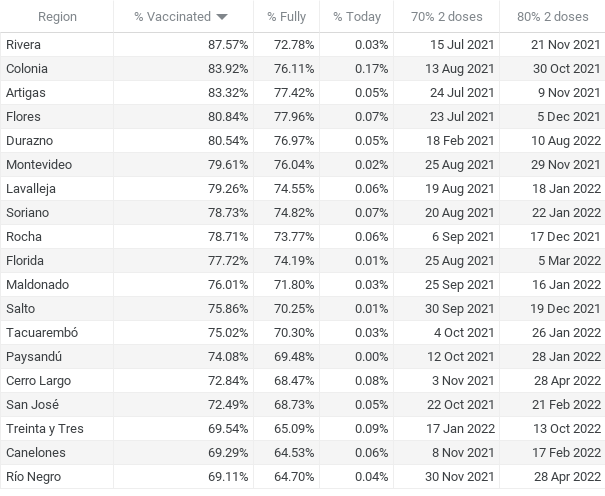 Region % Vaccinated % Fully % Today 70% 2 doses 80% 2 doses
Rivera 87.57% 72.78% 0.03% 15 Jul 2021 21 Nov 2021
Colonia 83.92% 76.11% 0.17% 13 Aug 2021 30 Oct 2021
Artigas 83.32% 77.42% 0.05% 24 Jul 2021 9 Nov 2021
Flores 80.84% 77.96% 0.07% 23 Jul 2021 5 Dec 2021
Durazno 80.54% 76.97% 0.05% 18 Feb 2021 10 Aug 2022
Montevideo 79.61% 76.04% 0.02% 25 Aug 2021 29 Nov 2021
Lavalleja 79.26% 74.55% 0.06% 19 Aug 2021 18 Jan 2022
Soriano 78.73% 74.82% 0.07% 20 Aug 2021 22 Jan 2022
Rocha 78.71% 73.77% 0.06% 6 Sep 2021 17 Dec 2021
Florida 77.72% 74.19% 0.01% 25 Aug 2021 5 Mar 2022
Maldonado 76.01% 71.80% 0.03% 25 Sep 2021 16 Jan 2022
Salto 75.86% 70.25% 0.01% 30 Sep 2021 19 Dec 2021
Tacuarembó 75.02% 70.30% 0.03% 4 Oct 2021 26 Jan 2022
Paysandú 74.08% 69.48% 0.00% 12 Oct 2021 28 Jan 2022
Cerro Largo 72.84% 68.47% 0.08% 3 Nov 2021 28 Apr 2022
San José 72.49% 68.73% 0.05% 22 Oct 2021 21 Feb 2022
Treinta y Tres 69.54% 65.09% 0.09% 17 Jan 2022 13 Oct 2022
Canelones 69.29% 64.53% 0.06% 8 Nov 2021 17 Feb 2022
Río Negro 69.11% 64.70% 0.04% 30 Nov 2021 28 Apr 2022